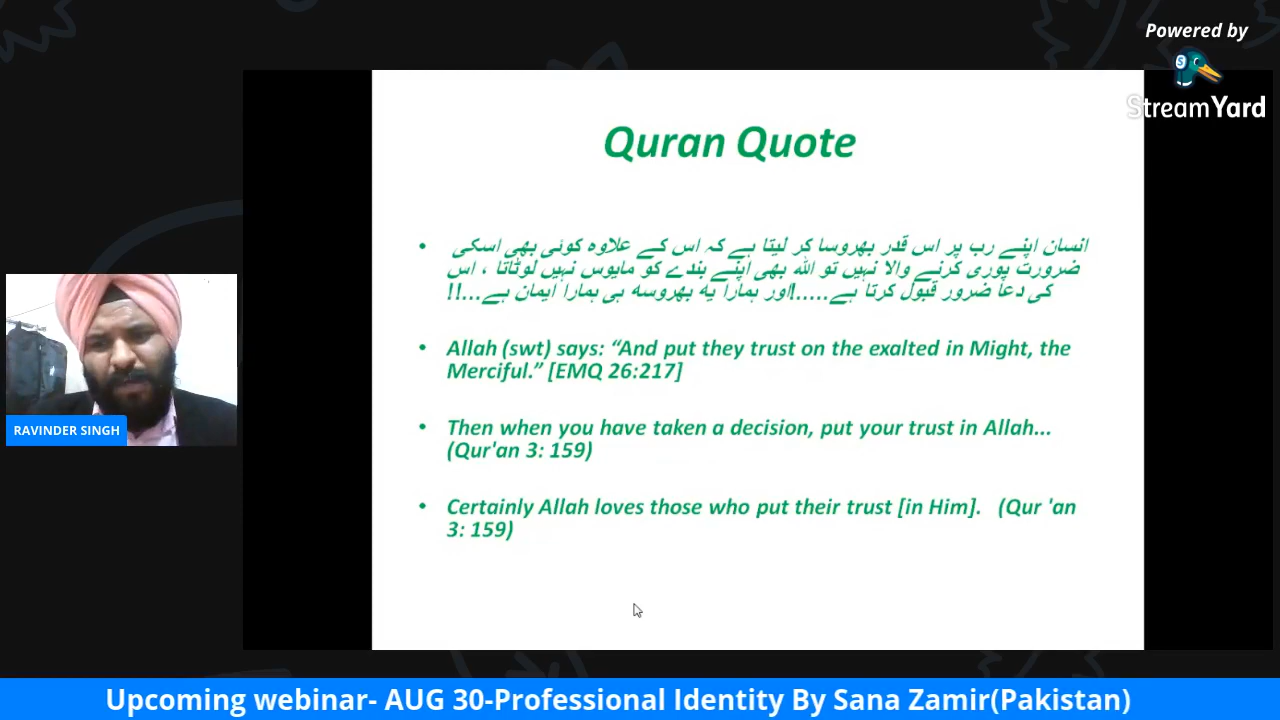 Powered by
StreamYard
Quran Quote
• انسان اپنے رب پر اس قدر بھروسا کر لیتا ہے کہ اس کے علاوہ کوئی بھی اسکی
ضرورت پوری کرنے والا نہیں تو الله بھی اپنے بندے کو مایوس نہیں لوٹاتا ، اس
کی دعا ضرور قبول کرتا ہے.....!اور ہمارا یہ بھروسہ ہی ہمارا ایمان ہے...!!
• Allah (swt) says: “And put they trust on the exalted in Might, the
Merciful.” [EMQ 26:217]
• Then when you have taken a decision, put your trust in Allah...
(Qur'an 3: 159)
• Certainly Allah loves those who put their trust [in Him]. (Qur 'an
3: 159)
RAVINDER SINGH
Upcoming webinar- AUG 30-Professional Identity By Sana Zamir(Pakistan)